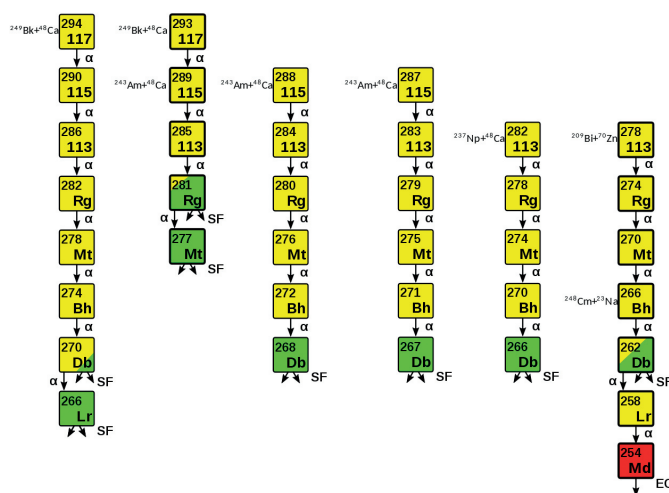 ²⁴⁹Bk+⁴⁸Ca
294
117
α
290
115
α
286
113
α
282
Rg
α
278
Mt
α
274
Bh
α
270
Db
α
SF
266
Lr
SF
²⁴⁹Bk+⁴⁸Ca
293
117
α
²⁴³Am+⁴⁸Ca
289
115
α
285
113
α
281
Rg
α
SF
277
Mt
SF
²⁴³Am+⁴⁸Ca
288
115
α
284
113
α
280
Rg
α
276
Mt
α
272
Bh
α
268
Db
SF
²⁴³Am+⁴⁸Ca
287
115
α
283
113
α
279
Rg
α
275
Mt
α
271
Bh
α
267
Db
SF
²³⁷Np+⁴⁸Ca
282
113
α
278
Rg
α
274
Mt
α
270
Bh
α
266
Db
SF
²⁰⁹Bi+⁷⁰Zn
278
113
α
274
Rg
α
270
Mt
α
²⁴⁸Cm+²³Na
266
Bh
α
262
Db
α
SF
258
Lr
α
254
Md
EC